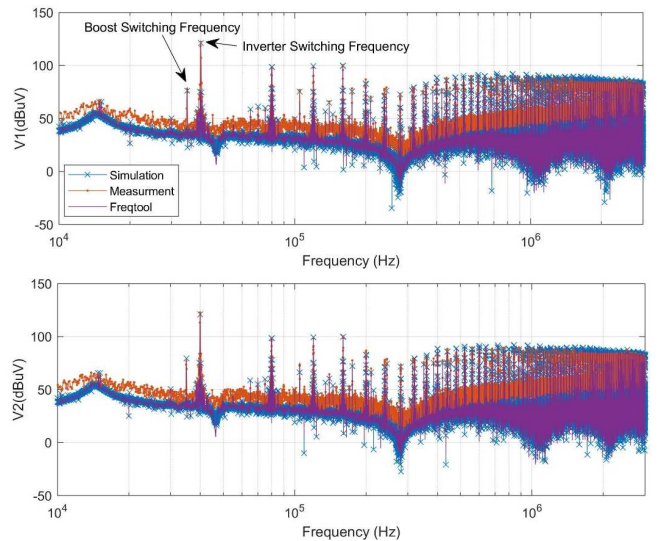 150
Boost Switching Frequency
Inverter Switching Frequency
100
50
0
-50
V1(dBuV)
Simulation
Measurment
Freqtool
10^4
10^5
10^6
Frequency (Hz)
150
100
50
0
-50
V2(dBuV)
10^4
10^5
10^6
Frequency (Hz)